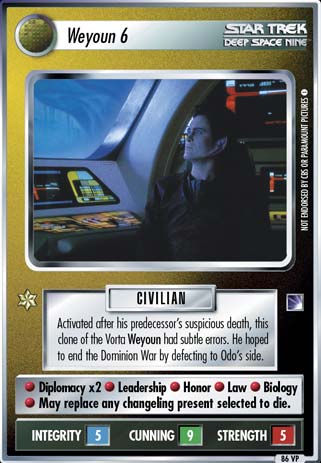 Weyoun 6
STAR TREK
DEEP SPACE NINE
NOT ENDORSED BY CBS OR PARAMOUNT PICTURES
CIVILIAN
Activated after his predecessor's suspicious death, this
clone of the Vorta Weyoun had subtle errors. He hoped
to end the Dominion War by defecting to Odo's side.
• Diplomacy x2 • Leadership • Honor • Law • Biology
• May replace any changeling present selected to die.
INTEGRITY 5 CUNNING 9 STRENGTH 5
86 VP